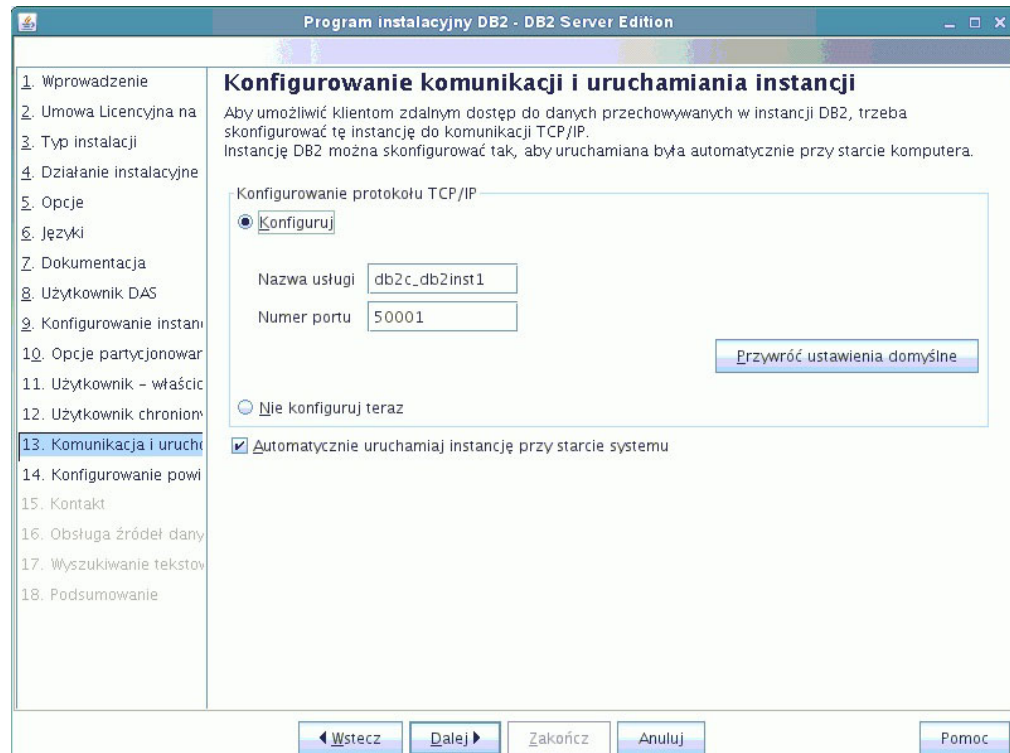 Program instalacyjny DB2 - DB2 Server Edition
1. Wprowadzenie
2. Umowa Licencyjna na
3. Typ instalacji
4. Działanie instalacyjne
5. Opcje
6. Języki
7. Dokumentacja
8. Użytkownik DAS
9. Konfigurowanie instan
10. Opcje partycjonowar
11. Użytkownik – właścic
12. Użytkownik chronion
13. Komunikacja i urucho
14. Konfigurowanie powi
15. Kontakt
16. Obsługa źródeł dany
17. Wyszukiwanie tekstow
18. Podsumowanie
Konfigurowanie komunikacji i uruchamiania instancji
Aby umożliwić klientom zdalnym dostęp do danych przechowywanych w instancji DB2, trzeba
skonfigurować tę instancję do komunikacji TCP/IP.
Instancję DB2 można skonfigurować tak, aby uruchamiana była automatycznie przy starcie komputera.
Konfigurowanie protokołu TCP/IP
Konfiguruj
Nazwa usługi db2c_db2inst1
Numer portu 50001
Przywróć ustawienia domyślne
Nie konfiguruj teraz
Automatycznie uruchamiaj instancję przy starcie systemu
Wstecz Dalej Zakończ Anuluj Pomoc